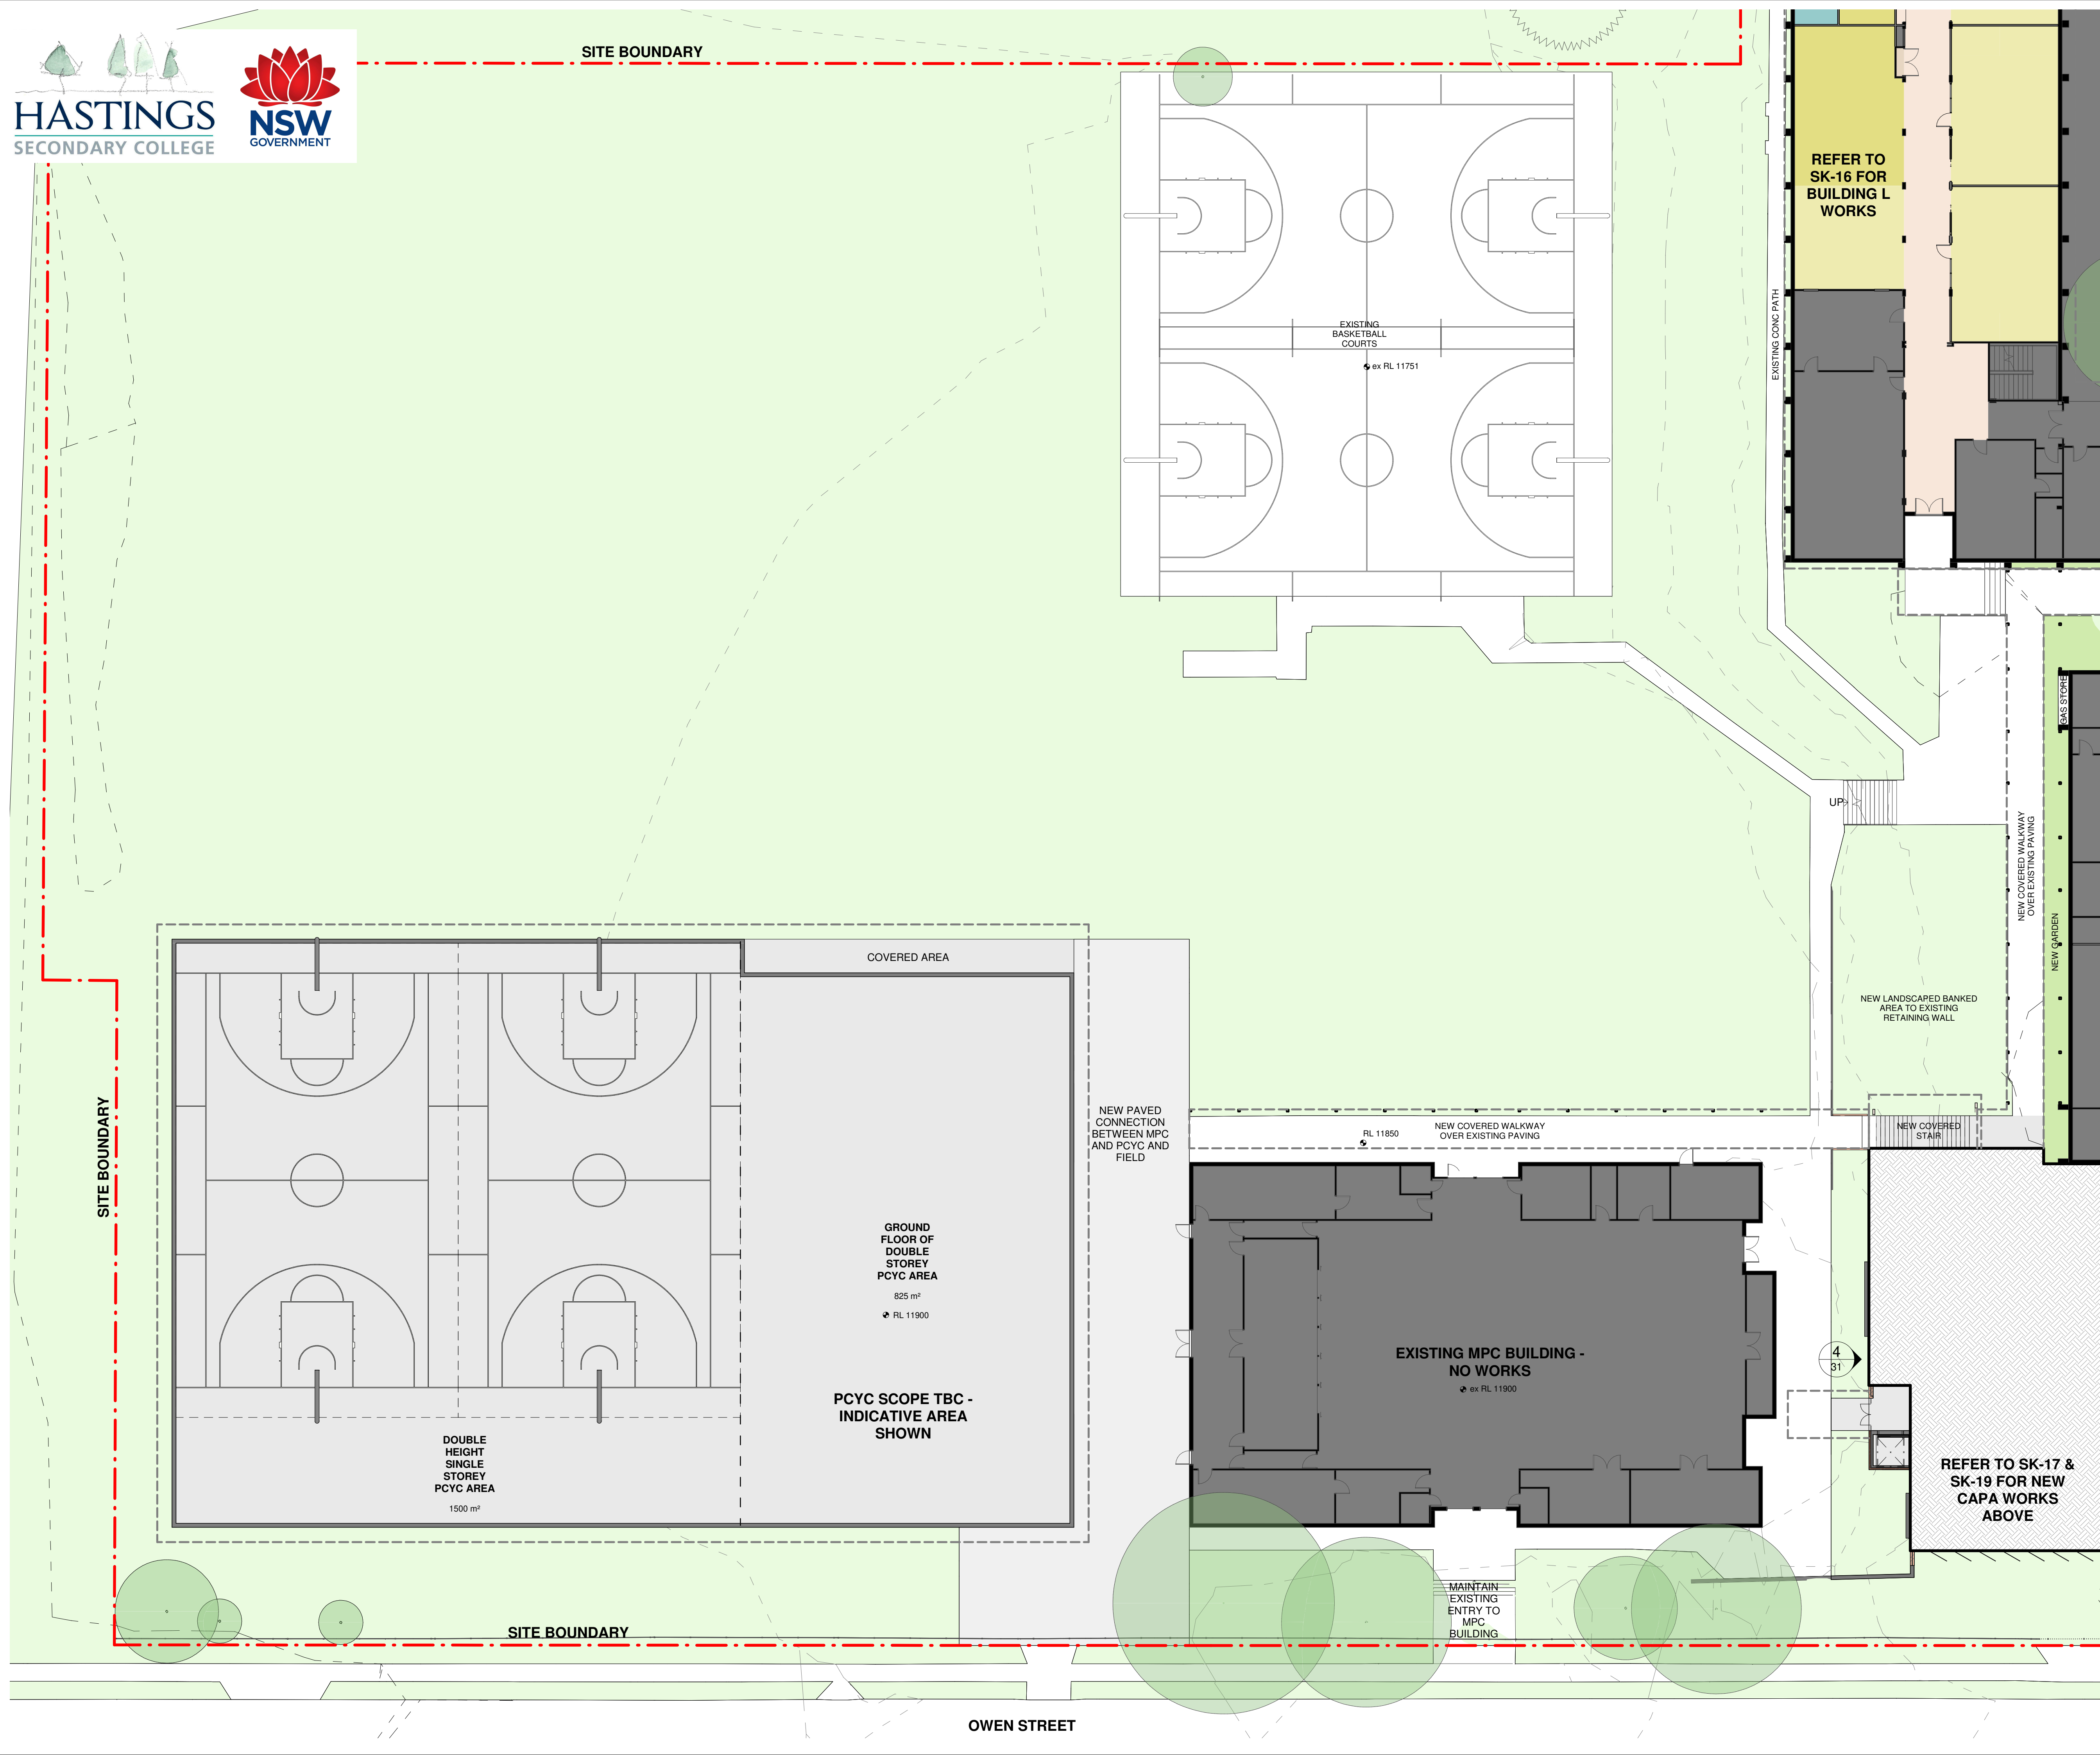 SITE BOUNDARY
HASTINGS
SECONDARY COLLEGE
NSW
GOVERNMENT
REFER TO
SK-16 FOR
BUILDING L
WORKS
EXISTING CONC PATH
EXISTING
BASKETBALL
COURTS
ex RL 11751
GAS STORE
UP
NEW COVERED WALKWAY
OVER EXISTING PAVING
NEW GARDEN
COVERED AREA
NEW LANDSCAPED BANKED
AREA TO EXISTING
RETAINING WALL
SITE BOUNDARY
NEW PAVED
CONNECTION
BETWEEN MPC
AND PCYC AND
FIELD
RL 11850
NEW COVERED WALKWAY
OVER EXISTING PAVING
NEW COVERED
STAIR
GROUND
FLOOR OF
DOUBLE
STOREY
PCYC AREA
825 m²
RL 11900
EXISTING MPC BUILDING -
NO WORKS
ex RL 11900
4
31
PCYC SCOPE TBC -
INDICATIVE AREA
SHOWN
DOUBLE
HEIGHT
SINGLE
STOREY
PCYC AREA
1500 m²
REFER TO SK-17 &
SK-19 FOR NEW
CAPA WORKS
ABOVE
MAINTAIN
EXISTING
ENTRY TO
MPC
BUILDING
SITE BOUNDARY
OWEN STREET